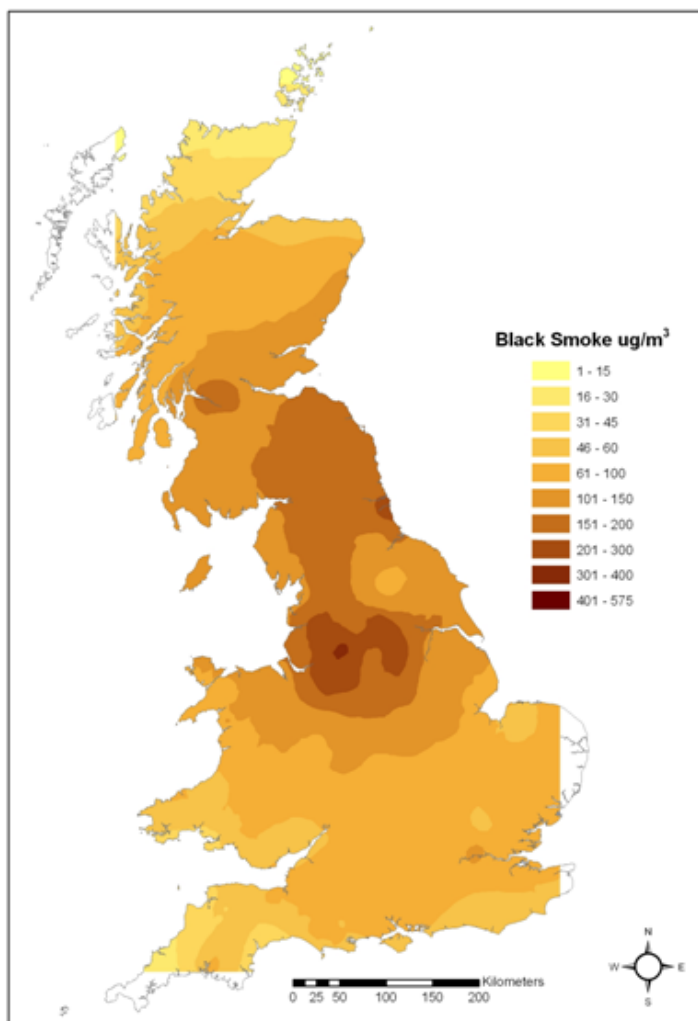 Black Smoke ug/m³
1 - 15
16 - 30
31 - 45
46 - 60
61 - 100
101 - 150
151 - 200
201 - 300
301 - 400
401 - 575
N
W E
S
Kilometers
0 25 50 100 150 200